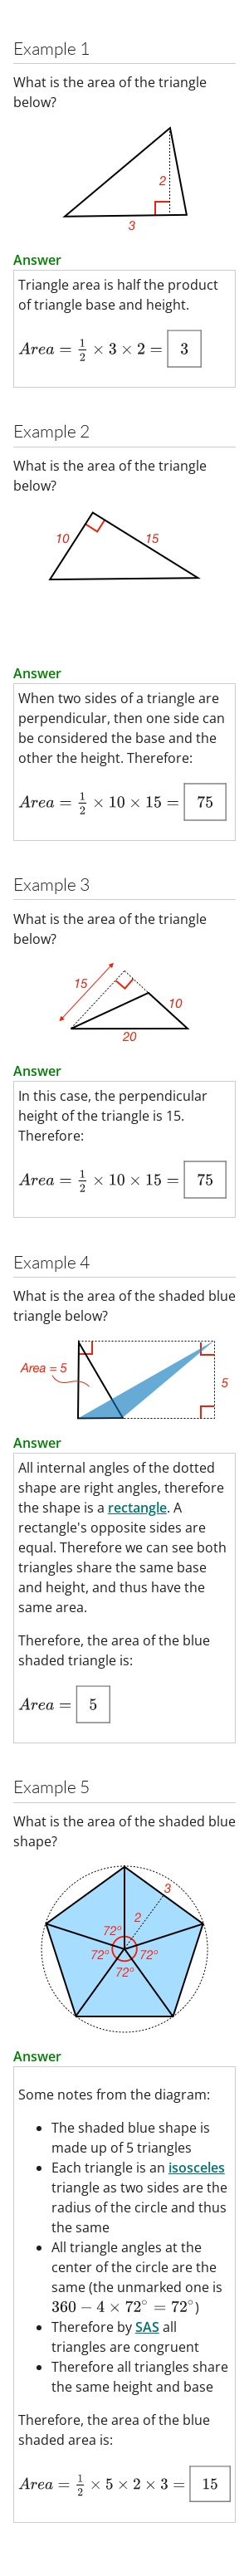 Example 1
What is the area of the triangle
below?
2
3
Answer
Triangle area is half the product
of triangle base and height.
Area = 1/2 × 3 × 2 = 3
Example 2
What is the area of the triangle
below?
10
15
Answer
When two sides of a triangle are
perpendicular, then one side can
be considered the base and the
other the height. Therefore:
Area = 1/2 × 10 × 15 = 75
Example 3
What is the area of the triangle
below?
15
10
20
Answer
In this case, the perpendicular
height of the triangle is 15.
Therefore:
Area = 1/2 × 10 × 15 = 75
Example 4
What is the area of the shaded blue
triangle below?
Area = 5
5
Answer
All internal angles of the dotted
shape are right angles, therefore
the shape is a rectangle. A
rectangle's opposite sides are
equal. Therefore we can see both
triangles share the same base
and height, and thus have the
same area.
Therefore, the area of the blue
shaded triangle is:
Area = 5
Example 5
What is the area of the shaded blue
shape?
3
2
72º
72º
72º
72º
Answer
Some notes from the diagram:
• The shaded blue shape is
made up of 5 triangles
• Each triangle is an isosceles
triangle as two sides are the
radius of the circle and thus
the same
• All triangle angles at the
center of the circle are the
same (the unmarked one is
360 − 4 × 72° = 72°)
• Therefore by SAS all
triangles are congruent
• Therefore all triangles share
the same height and base
Therefore, the area of the blue
shaded area is:
Area = 1/2 × 5 × 2 × 3 = 15